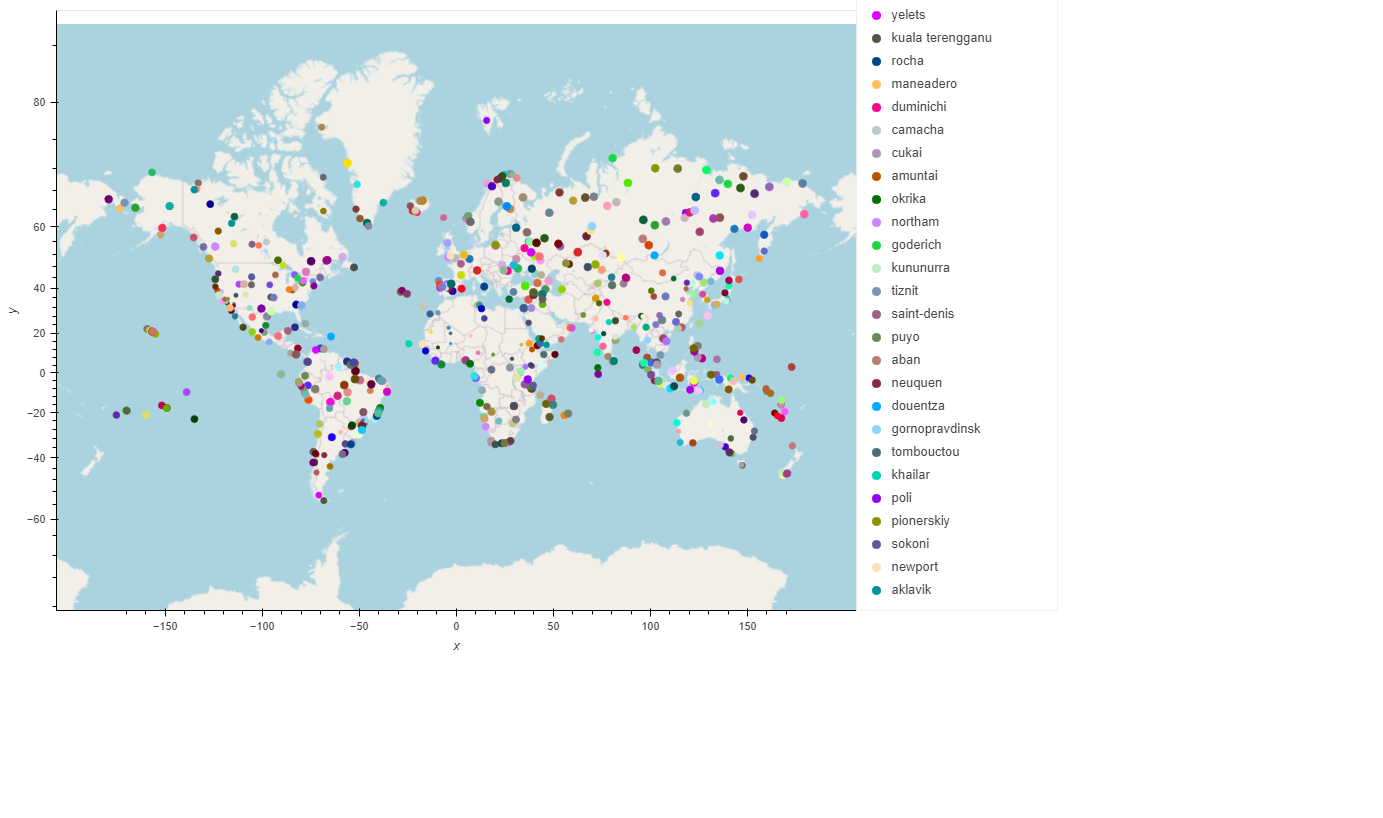 yelets
kuala terengganu
rocha
maneadero
duminichi
camacha
cukai
amuntai
okrika
northam
goderich
kununurra
tiznit
saint-denis
puyo
aban
neuquen
douentza
gornopravdinsk
tombouctou
khailar
poli
pionerskiy
sokoni
newport
aklavik
80
60
40
20
0
−20
−40
−60
y
−150 −100 −50 0 50 100 150
x